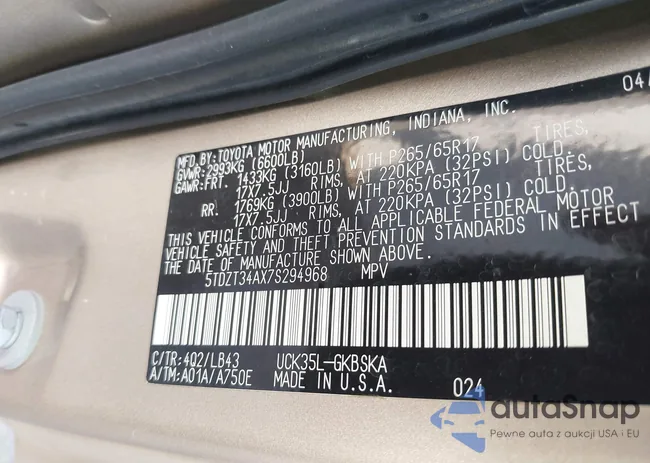 04/
MFD.BY: TOYOTA MOTOR MANUFACTURING, INDIANA, INC.
GVWR: 2993KG (6600LB)
GAWR: FRT. 1433KG (3160LB) WITH P265/65R17 TIRES,
17X7.5JJ RIMS, AT 220KPA (32PSI) COLD.
RR. 1769KG (3900LB) WITH P265/65R17 TIRES,
17X7.5JJ RIMS, AT 220KPA (32PSI) COLD.
THIS VEHICLE CONFORMS TO ALL APPLICABLE FEDERAL MOTOR
VEHICLE SAFETY AND THEFT PREVENTION STANDARDS IN EFFECT
ON THE DATE OF MANUFACTURE SHOWN ABOVE.
5TDZT34AX7S294968 MPV
C/TR: 4Q2/LB43 UCK35L-GKBSKA
A/TM: A01A/A750E MADE IN U.S.A. 024
autaSnap
Pewne auta z aukcji USA i EU